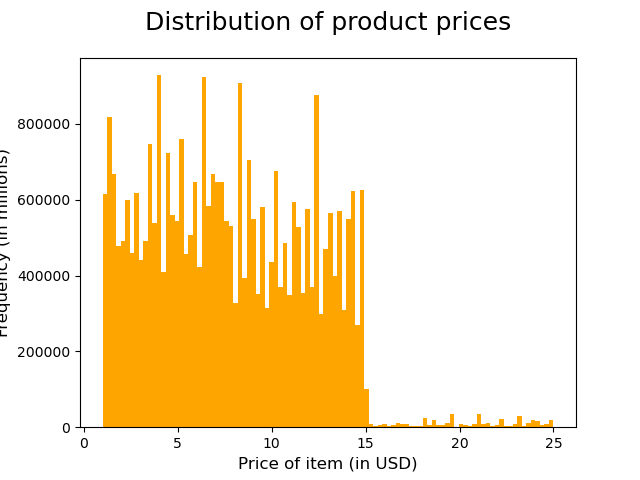 Distribution of product prices
Frequency (in millions)
800000
600000
400000
200000
0
0 5 10 15 20 25
Price of item (in USD)